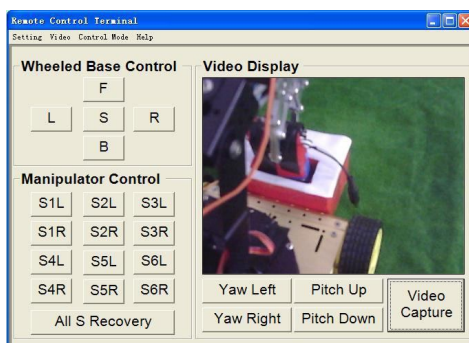 Remote Control Terminal
Setting Video Control Mode Help
Wheeled Base Control
F
L S R
B
Manipulator Control
S1L S2L S3L
S1R S2R S3R
S4L S5L S6L
S4R S5R S6R
All S Recovery
Video Display
Yaw Left Pitch Up
Yaw Right Pitch Down
Video
Capture